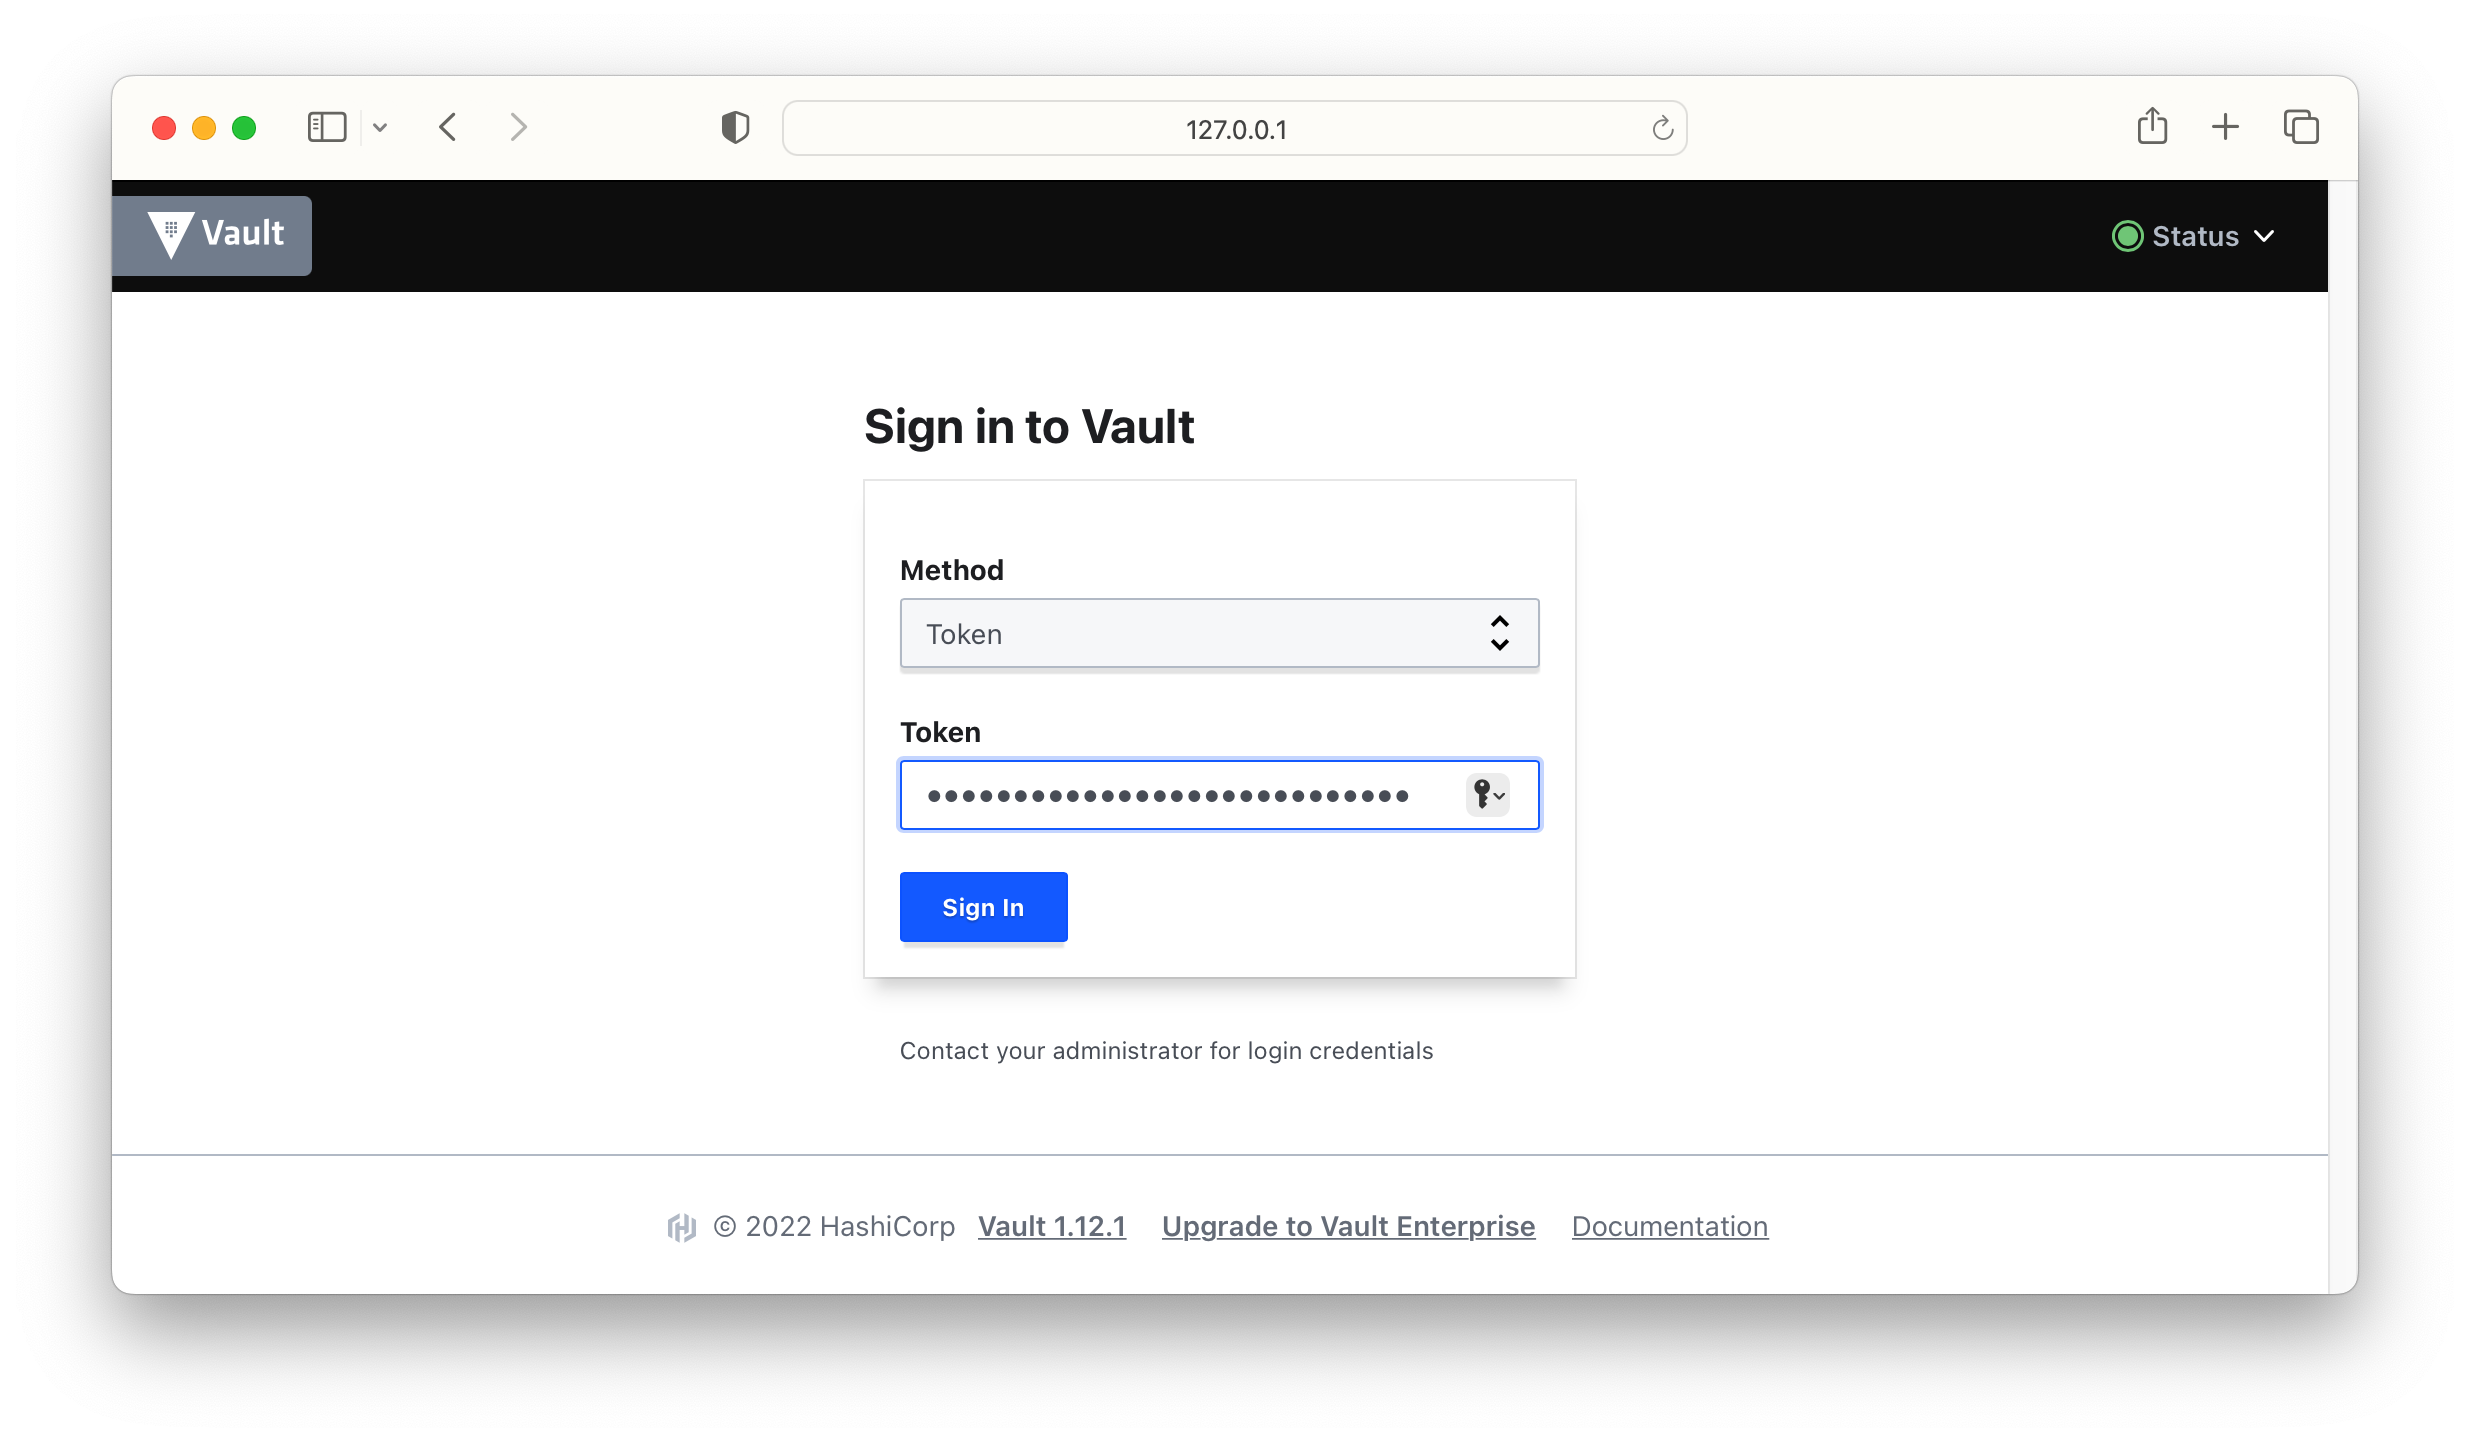 127.0.0.1
Vault
Status
Sign in to Vault
Method
Token
Token
••••••••••••••••••••••••••••
Sign In
Contact your administrator for login credentials
© 2022 HashiCorp Vault 1.12.1 Upgrade to Vault Enterprise Documentation